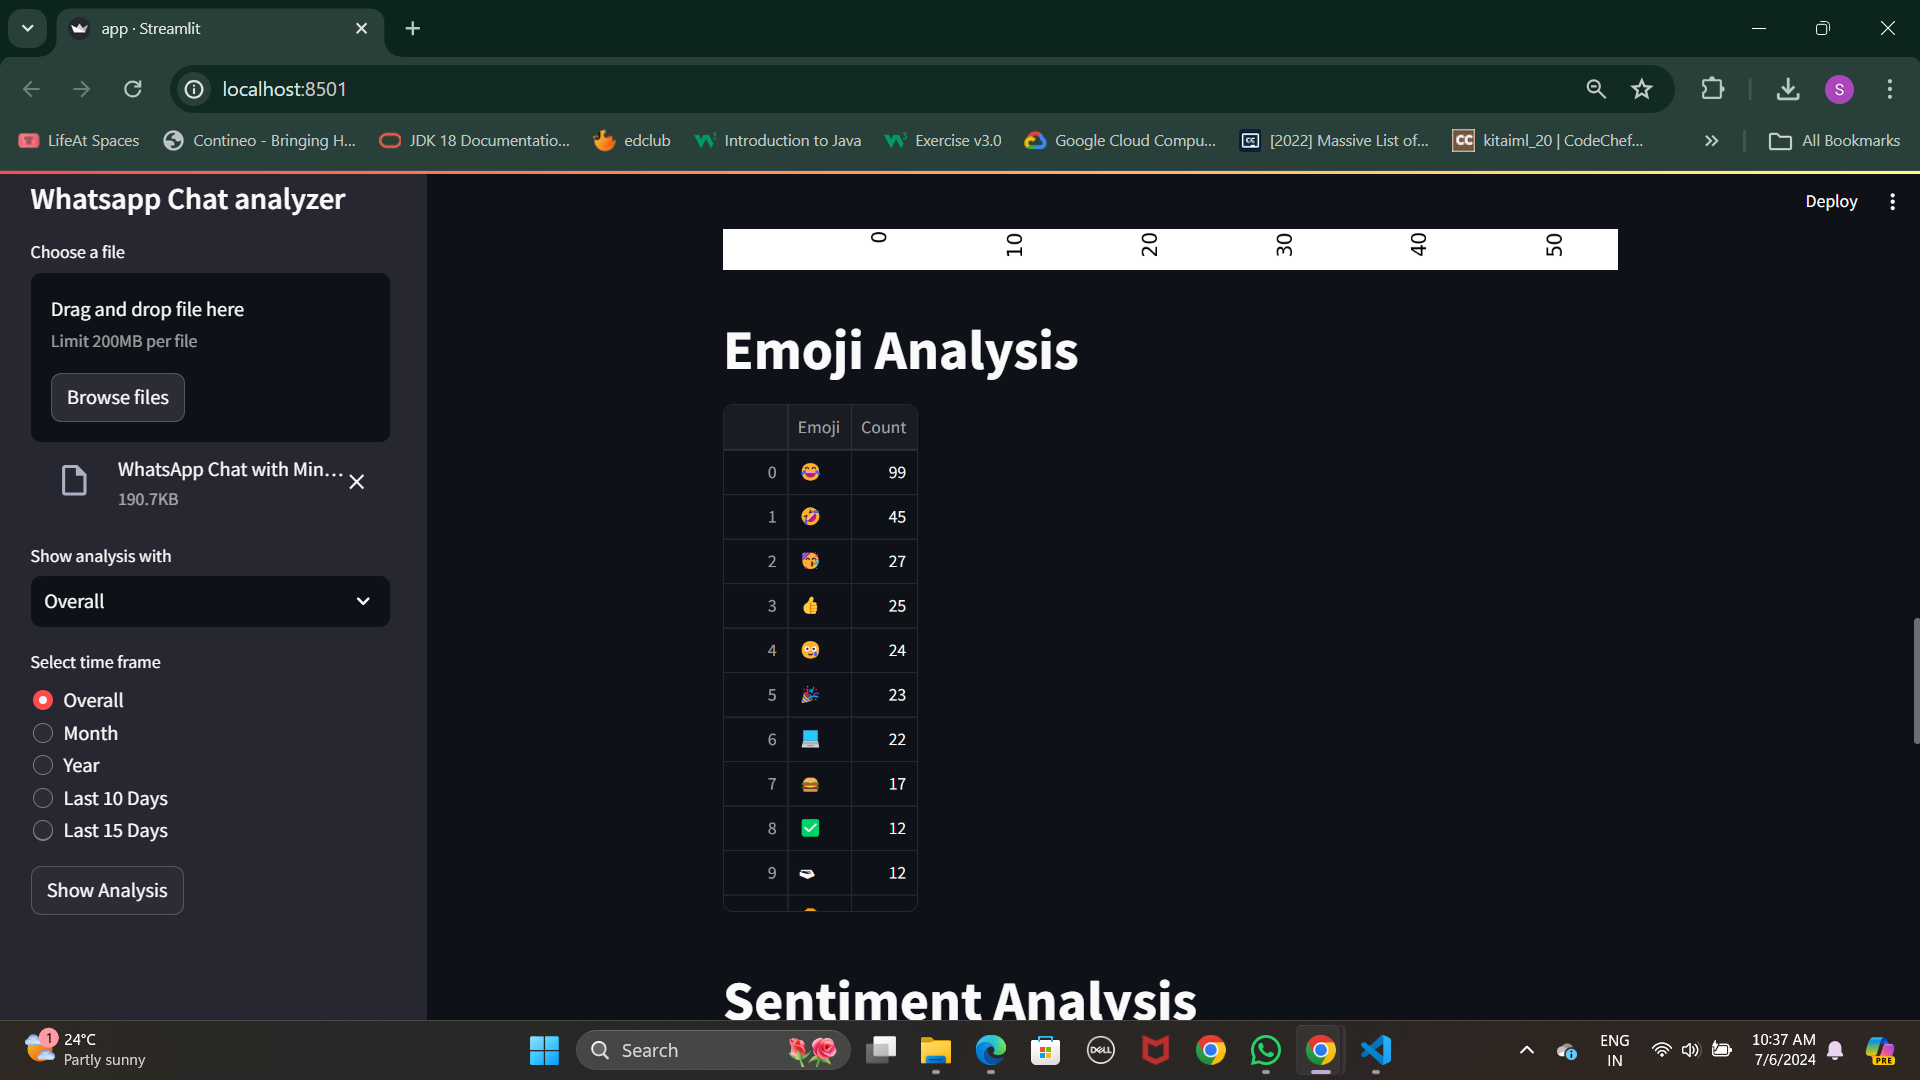 app · Streamlit
localhost:8501
S
LifeAt Spaces
Contineo - Bringing H...
JDK 18 Documentatio...
edclub
Introduction to Java
Exercise v3.0
Google Cloud Compu...
[2022] Massive List of...
CC kitaiml_20 | CodeChef...
All Bookmarks
Whatsapp Chat analyzer
Choose a file
Drag and drop file here
Limit 200MB per file
Browse files
WhatsApp Chat with Min...
190.7KB
Show analysis with
Overall
Select time frame
Overall
Month
Year
Last 10 Days
Last 15 Days
Show Analysis
Deploy
0 10 20 30 40 50
Emoji Analysis
Emoji Count
0 😂 99
1 🤣 45
2 🥳 27
3 👍 25
4 😳 24
5 🎉 23
6 💻 22
7 🍔 17
8 ✅ 12
9 12
Sentiment Analysis
1
24°C
Partly sunny
Search
DELL
ENG
IN
10:37 AM
7/6/2024
PRE